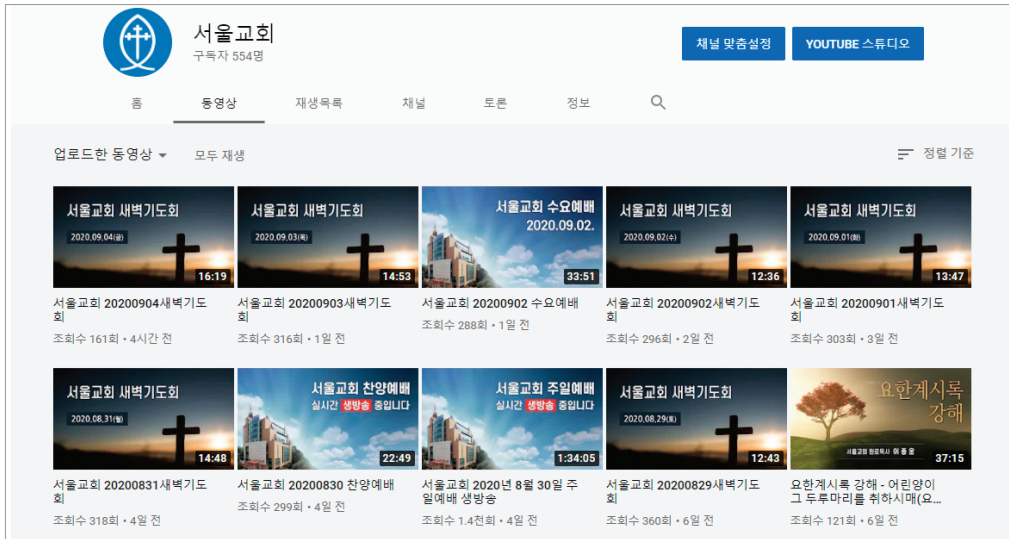 서울교회
구독자 554명
채널 맞춤설정
YOUTUBE 스튜디오
홈 동영상 재생목록 채널 토론 정보
업로드한 동영상
모두 재생
정렬 기준
서울교회 새벽기도회
2020.09.04(금)
16:19
서울교회 20200904새벽기도
회
조회수 161회 • 4시간 전
서울교회 새벽기도회
2020.09.03(목)
14:53
서울교회 20200903새벽기도
회
조회수 316회 • 1일 전
서울교회 수요예배
2020.09.02.
33:51
서울교회 20200902 수요예배
조회수 288회 • 1일 전
서울교회 새벽기도회
2020.09.02(수)
12:36
서울교회 20200902새벽기도
회
조회수 296회 • 2일 전
서울교회 새벽기도회
2020.09.01(화)
13:47
서울교회 20200901새벽기도
회
조회수 303회 • 3일 전
서울교회 새벽기도회
2020.08.31(월)
14:48
서울교회 20200831새벽기도
회
조회수 318회 • 4일 전
서울교회 찬양예배
실시간 생방송 중입니다
22:49
서울교회 20200830 찬양예배
조회수 299회 • 4일 전
서울교회 주일예배
실시간 생방송 중입니다
1:34:05
서울교회 2020년 8월 30일 주
일예배 생방송
조회수 1.4천회 • 4일 전
서울교회 새벽기도회
2020.08.29(토)
12:43
서울교회 20200829새벽기도
회
조회수 360회 • 6일 전
요한계시록
강해
서울교회 원로목사 이 종 윤
37:15
요한계시록 강해 - 어린양이
그 두루마리를 취하시매(요...
조회수 121회 • 6일 전